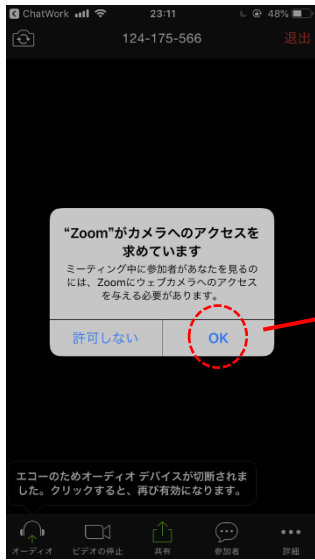 ChatWork 23:11 48%
124-175-566 退出
"Zoom"がカメラへのアクセスを
求めています
ミーティング中に参加者があなたを見るの
には、Zoomにウェブカメラへのアクセス
を与える必要があります。
許可しない OK
エコーのためオーディオ デバイスが切断されま
した。クリックすると、再び有効になります。
オーディオ ビデオの停止 共有 参加者 詳細